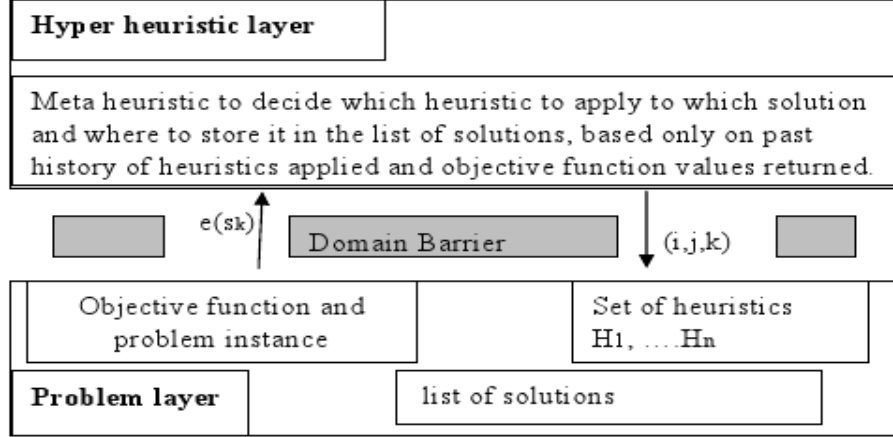 Hyper heuristic layer
Meta heuristic to decide which heuristic to apply to which solution
and where to store it in the list of solutions, based only on past
history of heuristics applied and objective function values returned.
e(sk)
Domain Barrier
(i,j,k)
Objective function and
problem instance
Set of heuristics
H1, ....Hn
Problem layer
list of solutions